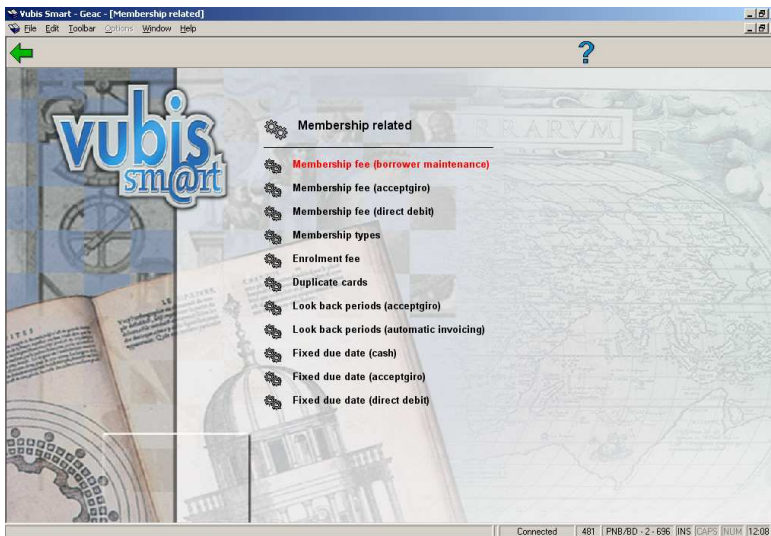 Vubis Smart - Geac - [Membership related]
File Edit Toolbar Options Window Help
?
vubis
sm@rt
Membership related
Membership fee (borrower maintenance)
Membership fee (acceptgiro)
Membership fee (direct debit)
Membership types
Enrolment fee
Duplicate cards
Look back periods (acceptgiro)
Look back periods (automatic invoicing)
Fixed due date (cash)
Fixed due date (acceptgiro)
Fixed due date (direct debit)
Connected 481 PNB/BD - 2 - 696 INS CAPS NUM 12:08